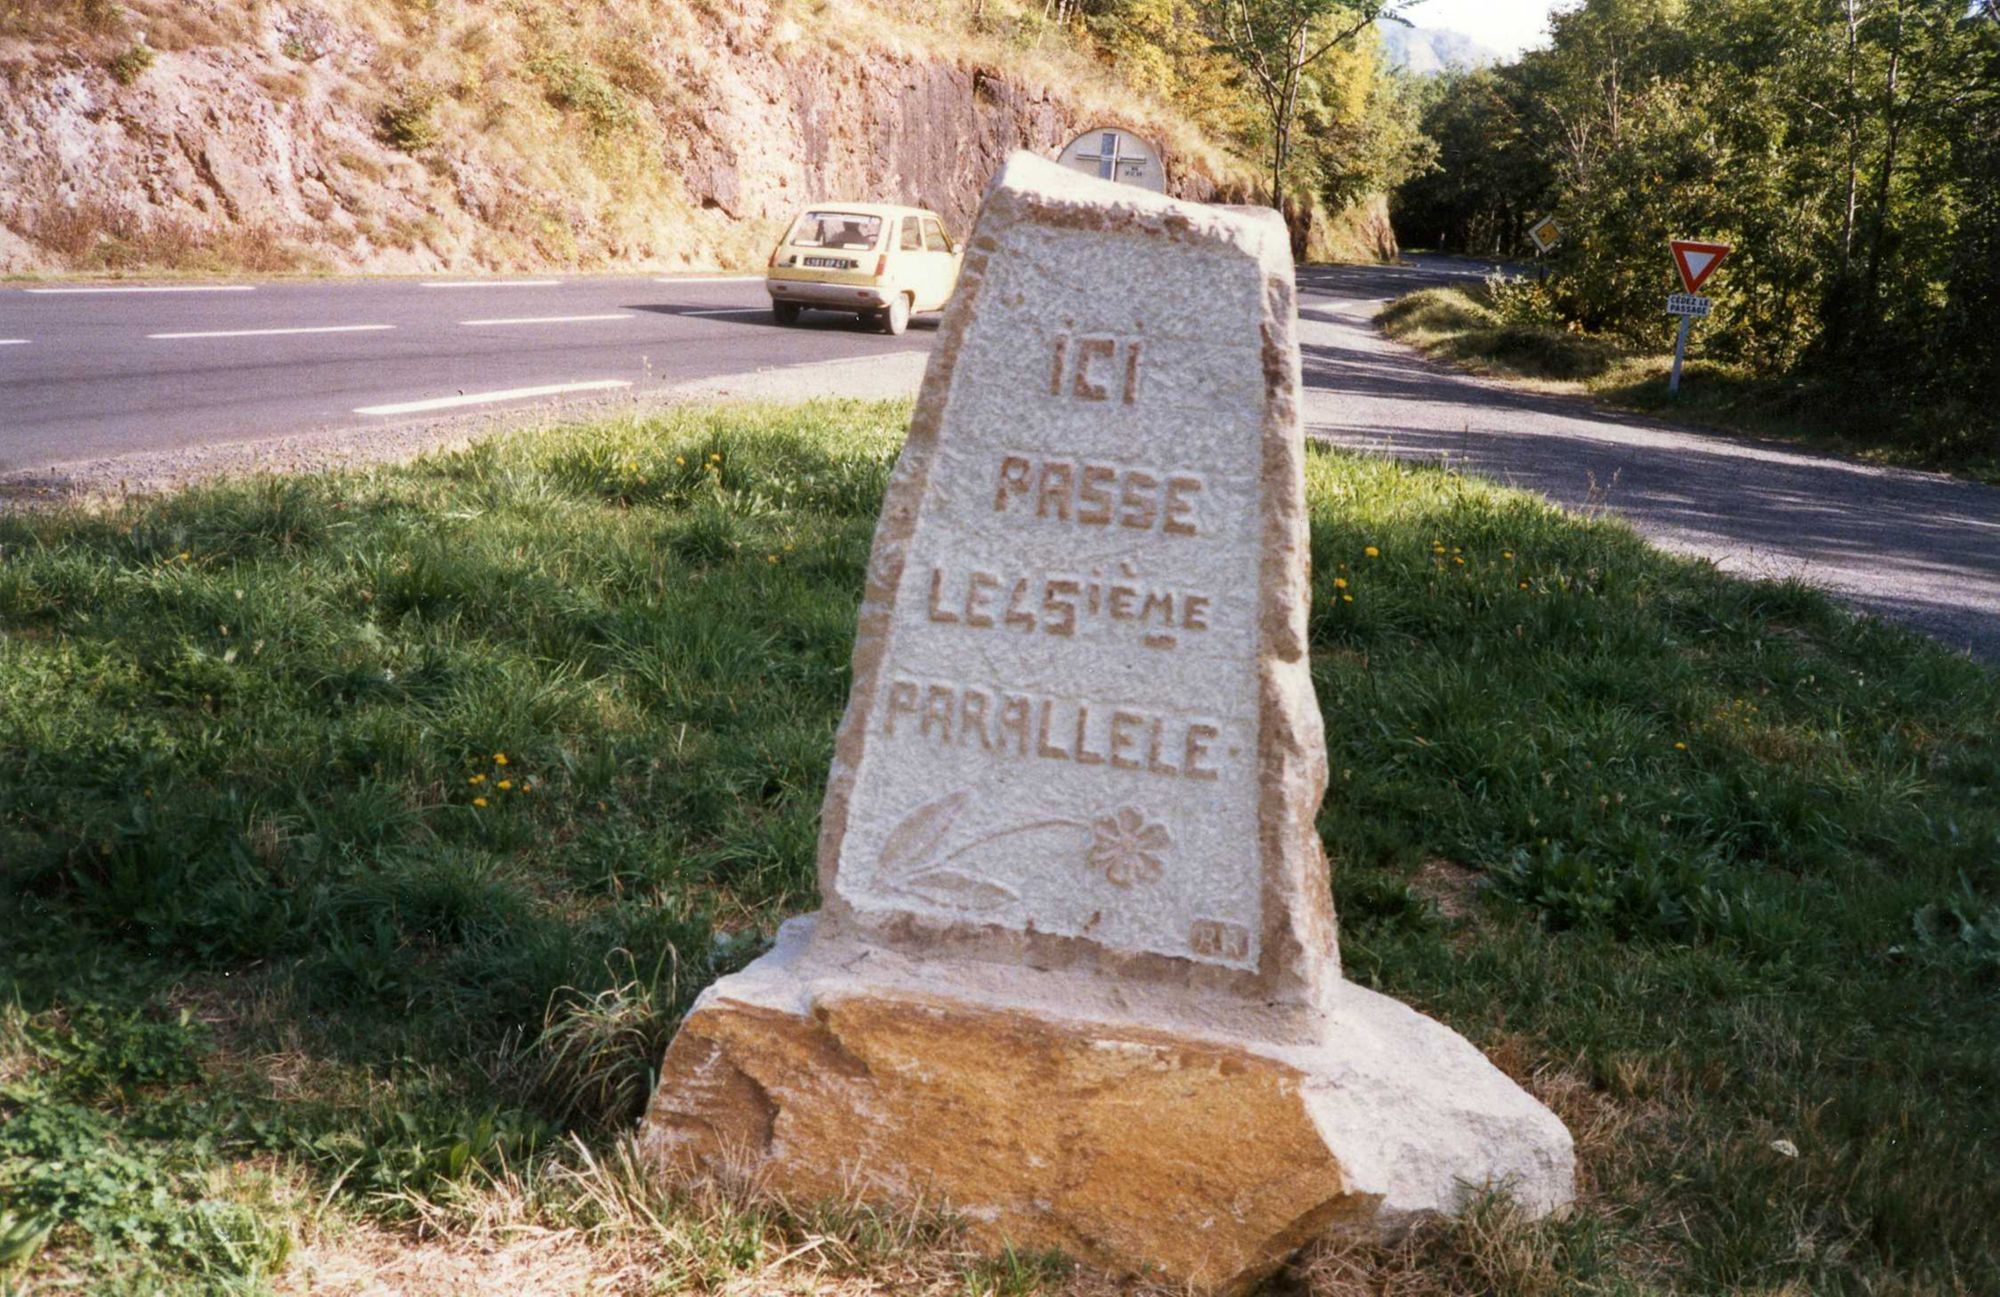 iCi
PASSE
LE 45iÈME
PARALLELE.
CÉDEZ LE
PASSAGE